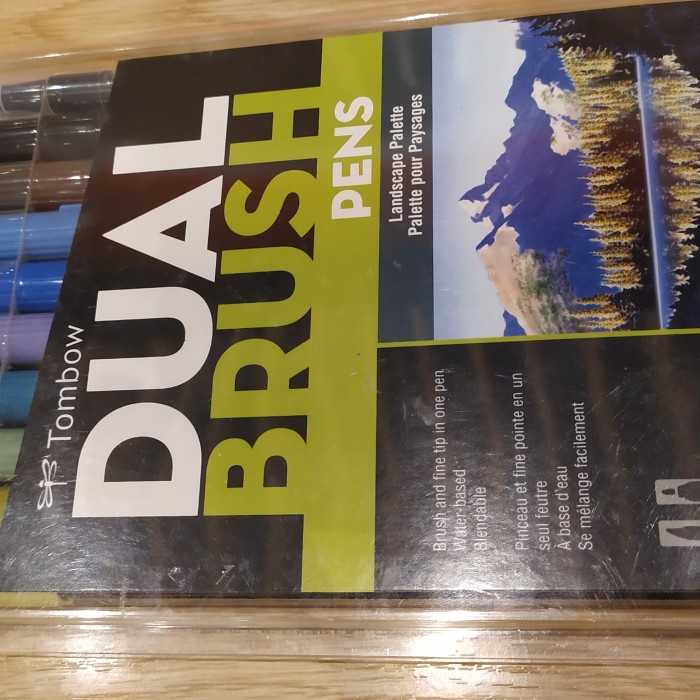 Tombow
DUAL
BRUSH
PENS
Landscape Palette
Palette pour Paysages
Brush and fine tip in one pen
Water-based
Blendable
Pinceau et fine pointe en un
seul feutre
À base d'eau
Se mélange facilement